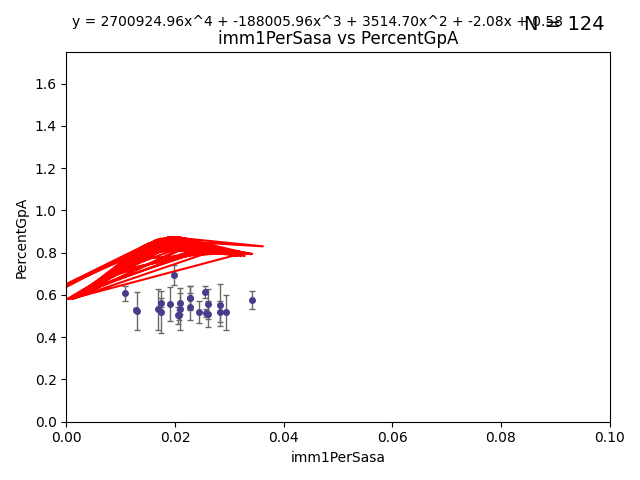 y = 2700924.96x^4 + -188005.96x^3 + 3514.70x^2 + -2.08x + 0.58
N = 124
imm1PerSasa vs PercentGpA
PercentGpA
1.6
1.4
1.2
1.0
0.8
0.6
0.4
0.2
0.0
0.00 0.02 0.04 0.06 0.08 0.10
imm1PerSasa